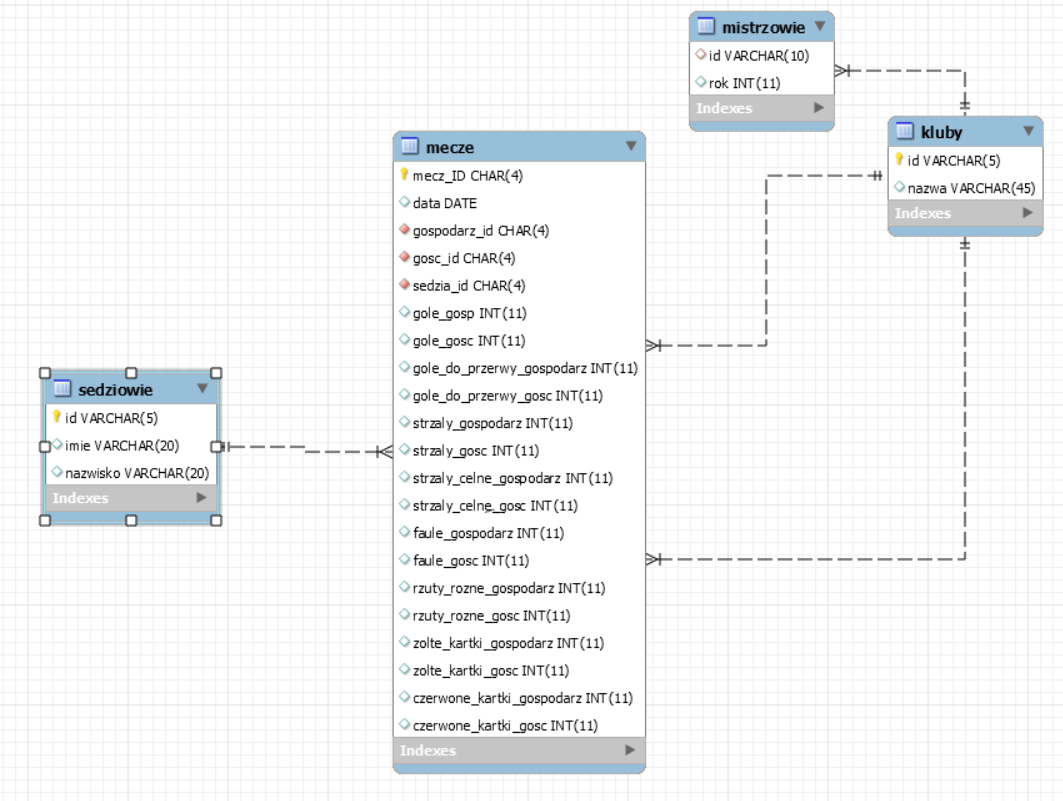 mistrzowie
id VARCHAR(10)
rok INT(11)
Indexes
kluby
id VARCHAR(5)
nazwa VARCHAR(45)
Indexes
mecze
mecz_ID CHAR(4)
data DATE
gospodarz_id CHAR(4)
gosc_id CHAR(4)
sedzia_id CHAR(4)
gole_gosp INT(11)
gole_gosc INT(11)
gole_do_przerwy_gospodarz INT(11)
gole_do_przerwy_gosc INT(11)
strzaly_gospodarz INT(11)
strzaly_gosc INT(11)
strzaly_celne_gospodarz INT(11)
strzaly_celne_gosc INT(11)
faule_gospodarz INT(11)
faule_gosc INT(11)
rzuty_rozne_gospodarz INT(11)
rzuty_rozne_gosc INT(11)
zolte_kartki_gospodarz INT(11)
zolte_kartki_gosc INT(11)
czerwone_kartki_gospodarz INT(11)
czerwone_kartki_gosc INT(11)
Indexes
sedziowie
id VARCHAR(5)
imie VARCHAR(20)
nazwisko VARCHAR(20)
Indexes